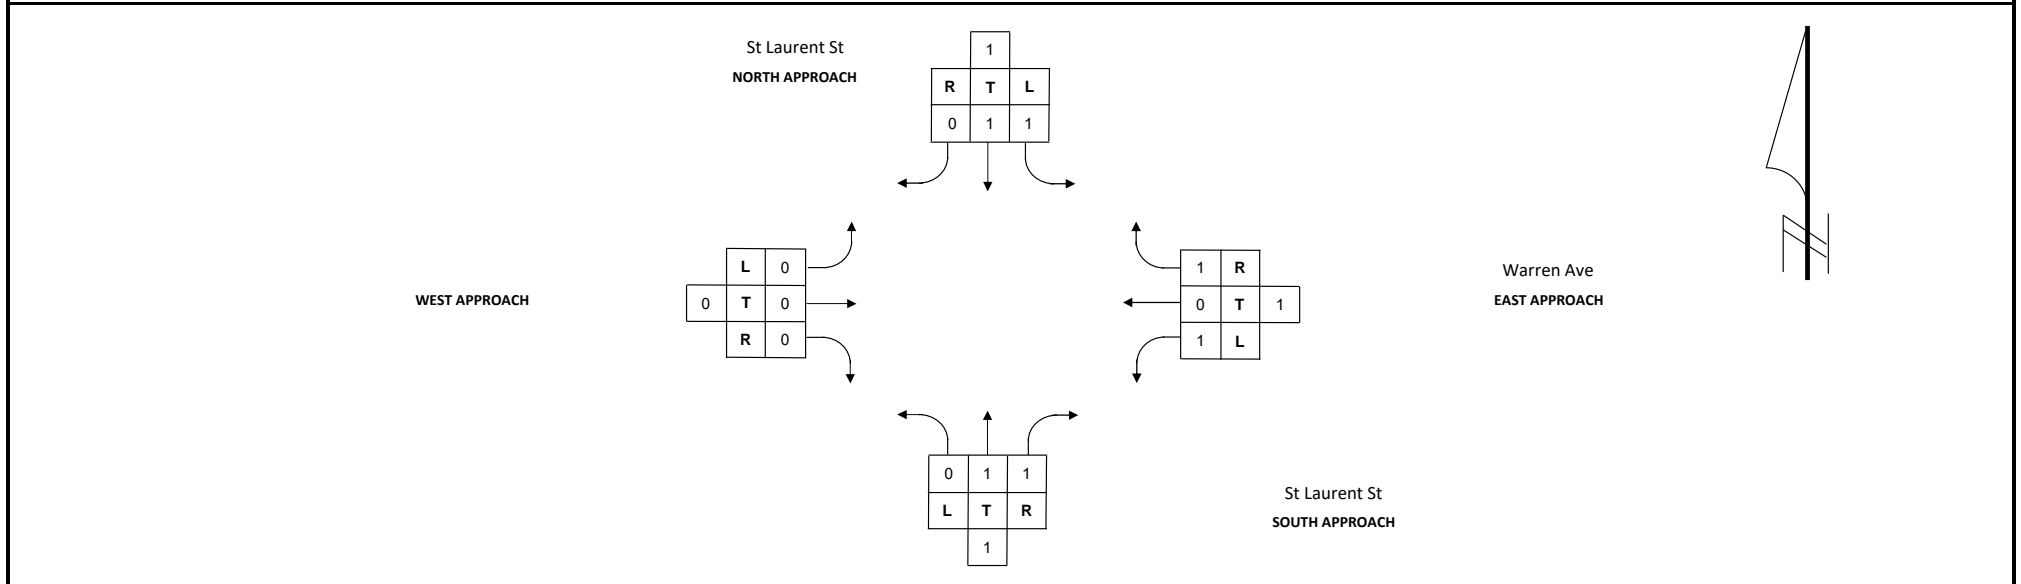 St Laurent St
NORTH APPROACH
1
R T L
0 1 1
WEST APPROACH
L 0
0 T 0
R 0
1 R
0 T 1
1 L
Warren Ave
EAST APPROACH
0 1 1
L T R
1
St Laurent St
SOUTH APPROACH
N